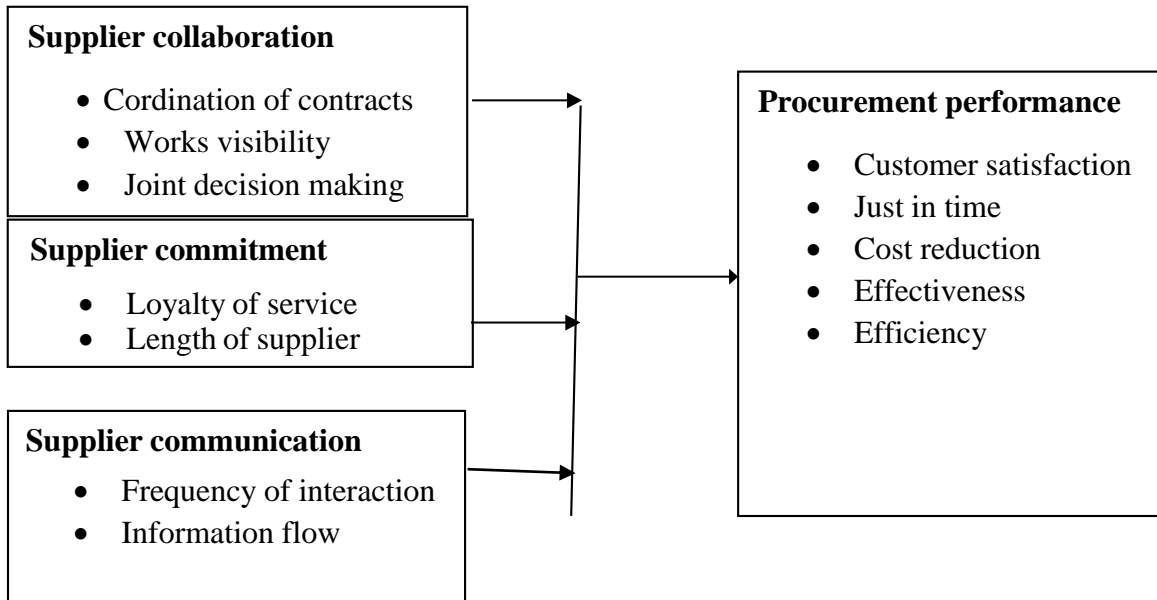 Supplier collaboration
• Cordination of contracts
• Works visibility
• Joint decision making
Supplier commitment
• Loyalty of service
• Length of supplier
Supplier communication
• Frequency of interaction
• Information flow
Procurement performance
• Customer satisfaction
• Just in time
• Cost reduction
• Effectiveness
• Efficiency